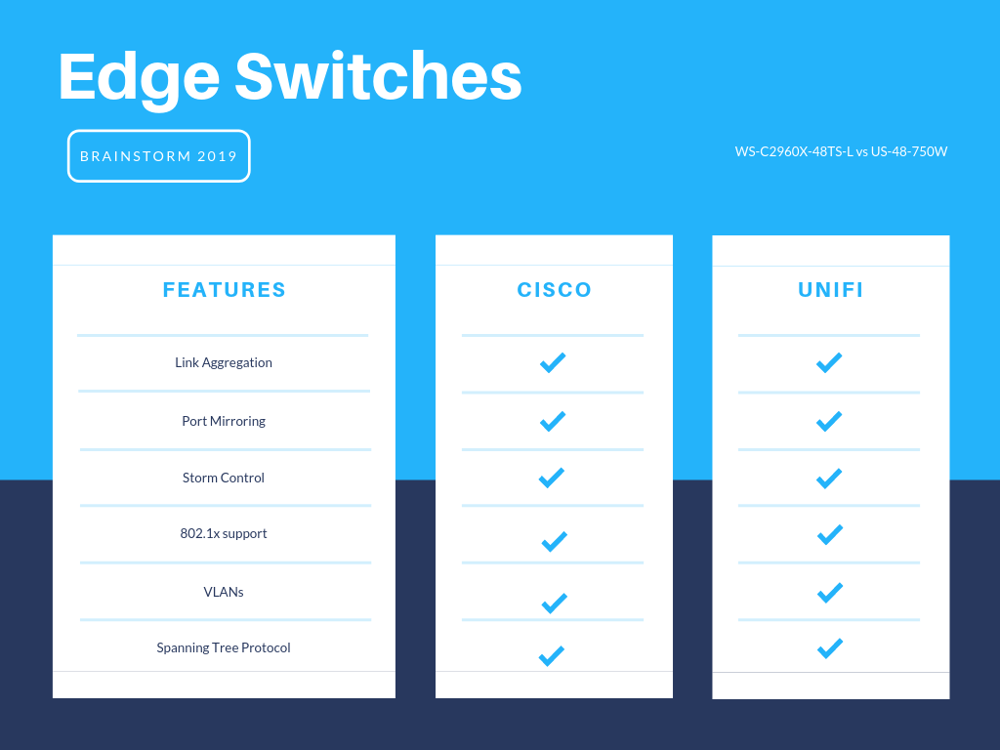 Edge Switches
BRAINSTORM 2019
WS-C2960X-48TS-L vs US-48-750W
FEATURES
CISCO
UNIFI
Link Aggregation
Port Mirroring
Storm Control
802.1x support
VLANs
Spanning Tree Protocol